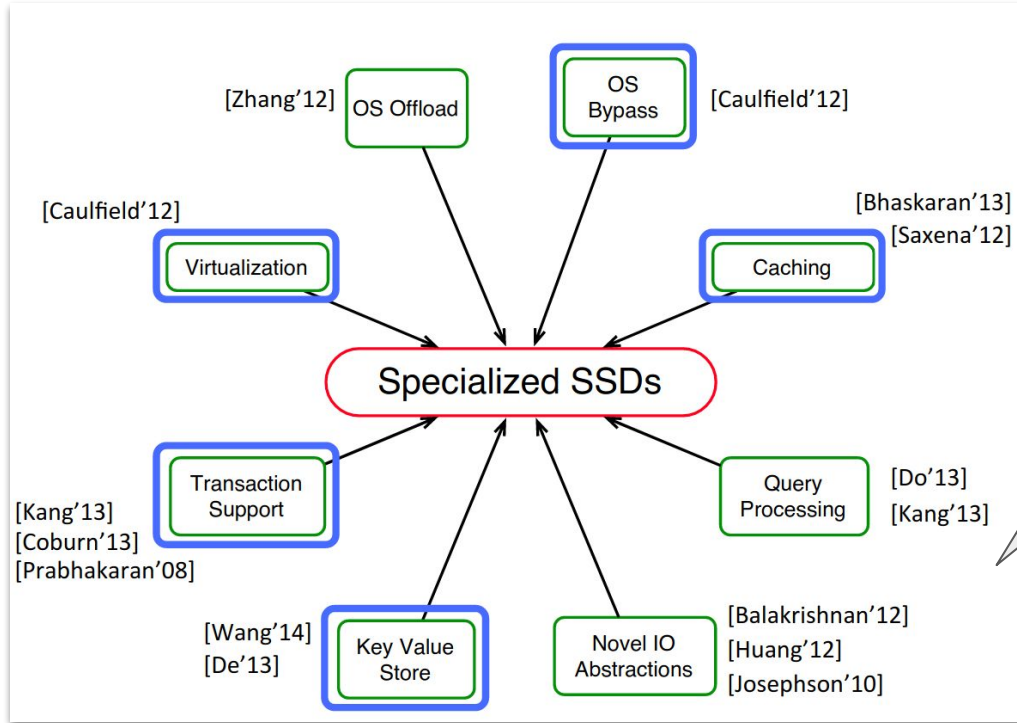 [Zhang’12]
OS Offload
OS
Bypass
[Caulfield’12]
[Caulfield’12]
Virtualization
[Bhaskaran’13]
[Saxena’12]
Caching
Specialized SSDs
Transaction
Support
[Kang’13]
[Coburn’13]
[Prabhakaran’08]
Query
Processing
[Do’13]
[Kang’13]
[Wang’14]
[De’13]
Key Value
Store
Novel IO
Abstractions
[Balakrishnan’12]
[Huang’12]
[Josephson’10]